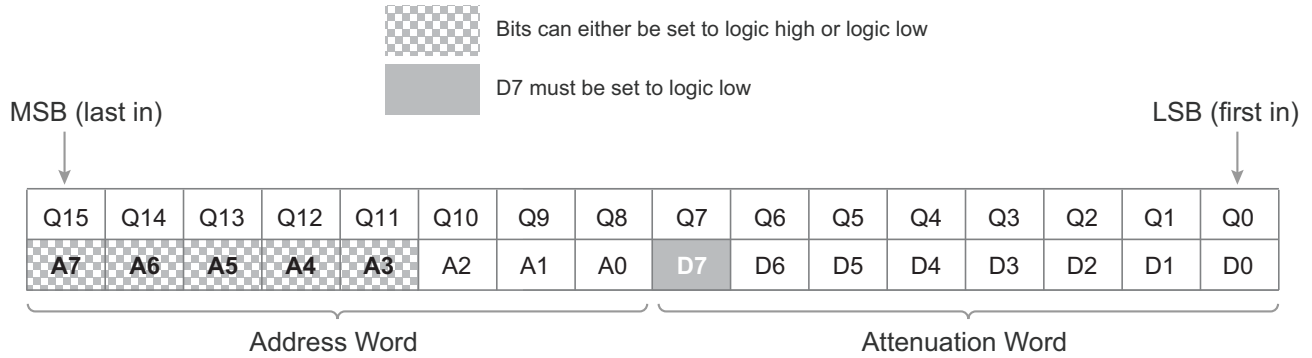 Bits can either be set to logic high or logic low
D7 must be set to logic low
MSB (last in) LSB (first in)
Q15 Q14 Q13 Q12 Q11 Q10 Q9 Q8 Q7 Q6 Q5 Q4 Q3 Q2 Q1 Q0
A7 A6 A5 A4 A3 A2 A1 A0 D7 D6 D5 D4 D3 D2 D1 D0
Address Word Attenuation Word